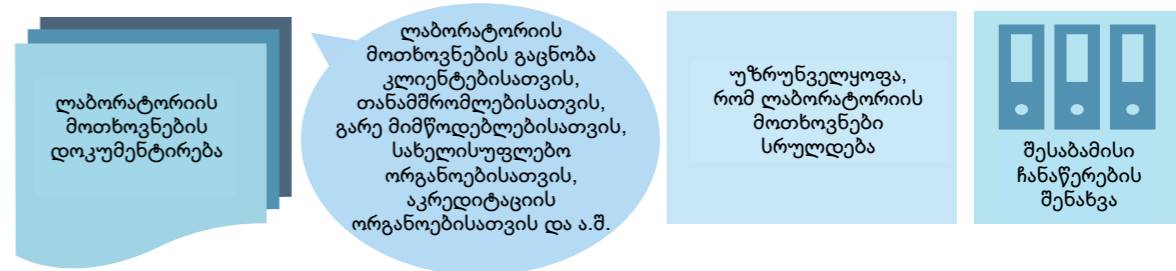 ლაბორატორიის
მოთხოვნების
დოკუმენტირება
ლაბორატორიის
მოთხოვნების გაცნობა
კლიენტებისათვის,
თანამშრომლებისათვის,
გარე მიმწოდებლებისათვის,
სახელისუფლებო
ორგანოებისათვის,
აკრედიტაციის
ორგანოებისათვის და ა.შ.
უზრუნველყოფა,
რომ ლაბორატორიის
მოთხოვნები
სრულდება
შესაბამისი
ჩანაწერების
შენახვა